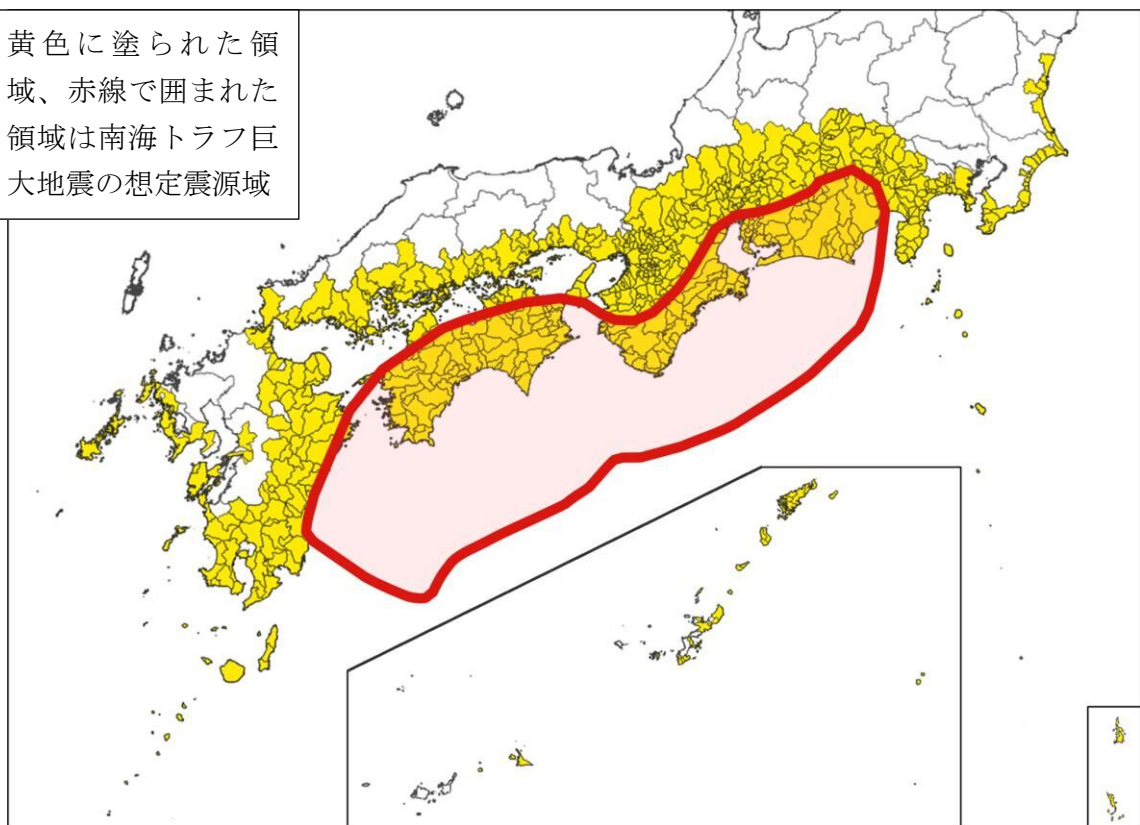 黄色に塗られた領
域、赤線で囲まれた
領域は南海トラフ巨
大地震の想定震源域